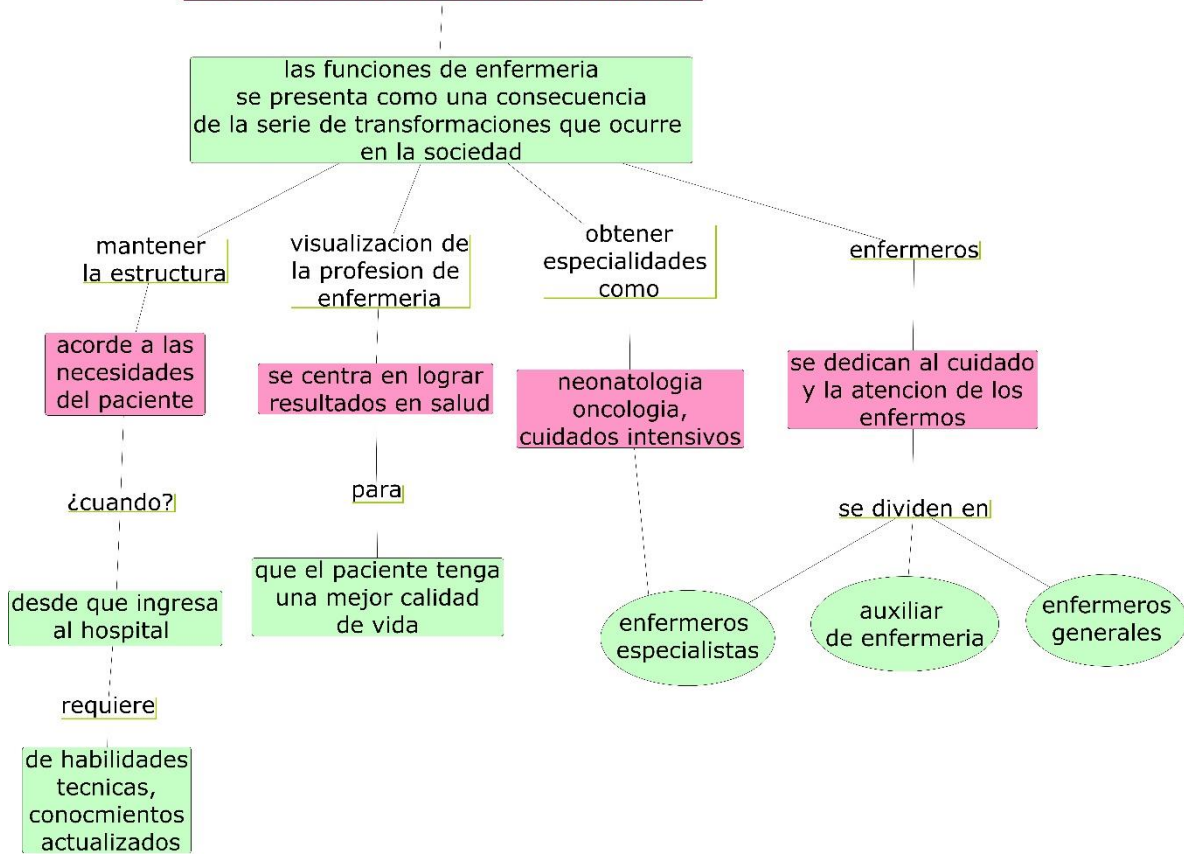 las funciones de enfermeria
se presenta como una consecuencia
de la serie de transformaciones que ocurre
en la sociedad
mantener
la estructura
visualizacion de
la profesion de
enfermeria
obtener
especialidades
como
enfermeros
acorde a las
necesidades
del paciente
se centra en lograr
resultados en salud
neonatologia
oncologia,
cuidados intensivos
se dedican al cuidado
y la atencion de los
enfermos
¿cuando?
para
se dividen en
desde que ingresa
al hospital
que el paciente tenga
una mejor calidad
de vida
enfermeros
especialistas
auxiliar
de enfermeria
enfermeros
generales
requiere
de habilidades
tecnicas,
conocmientos
actualizados